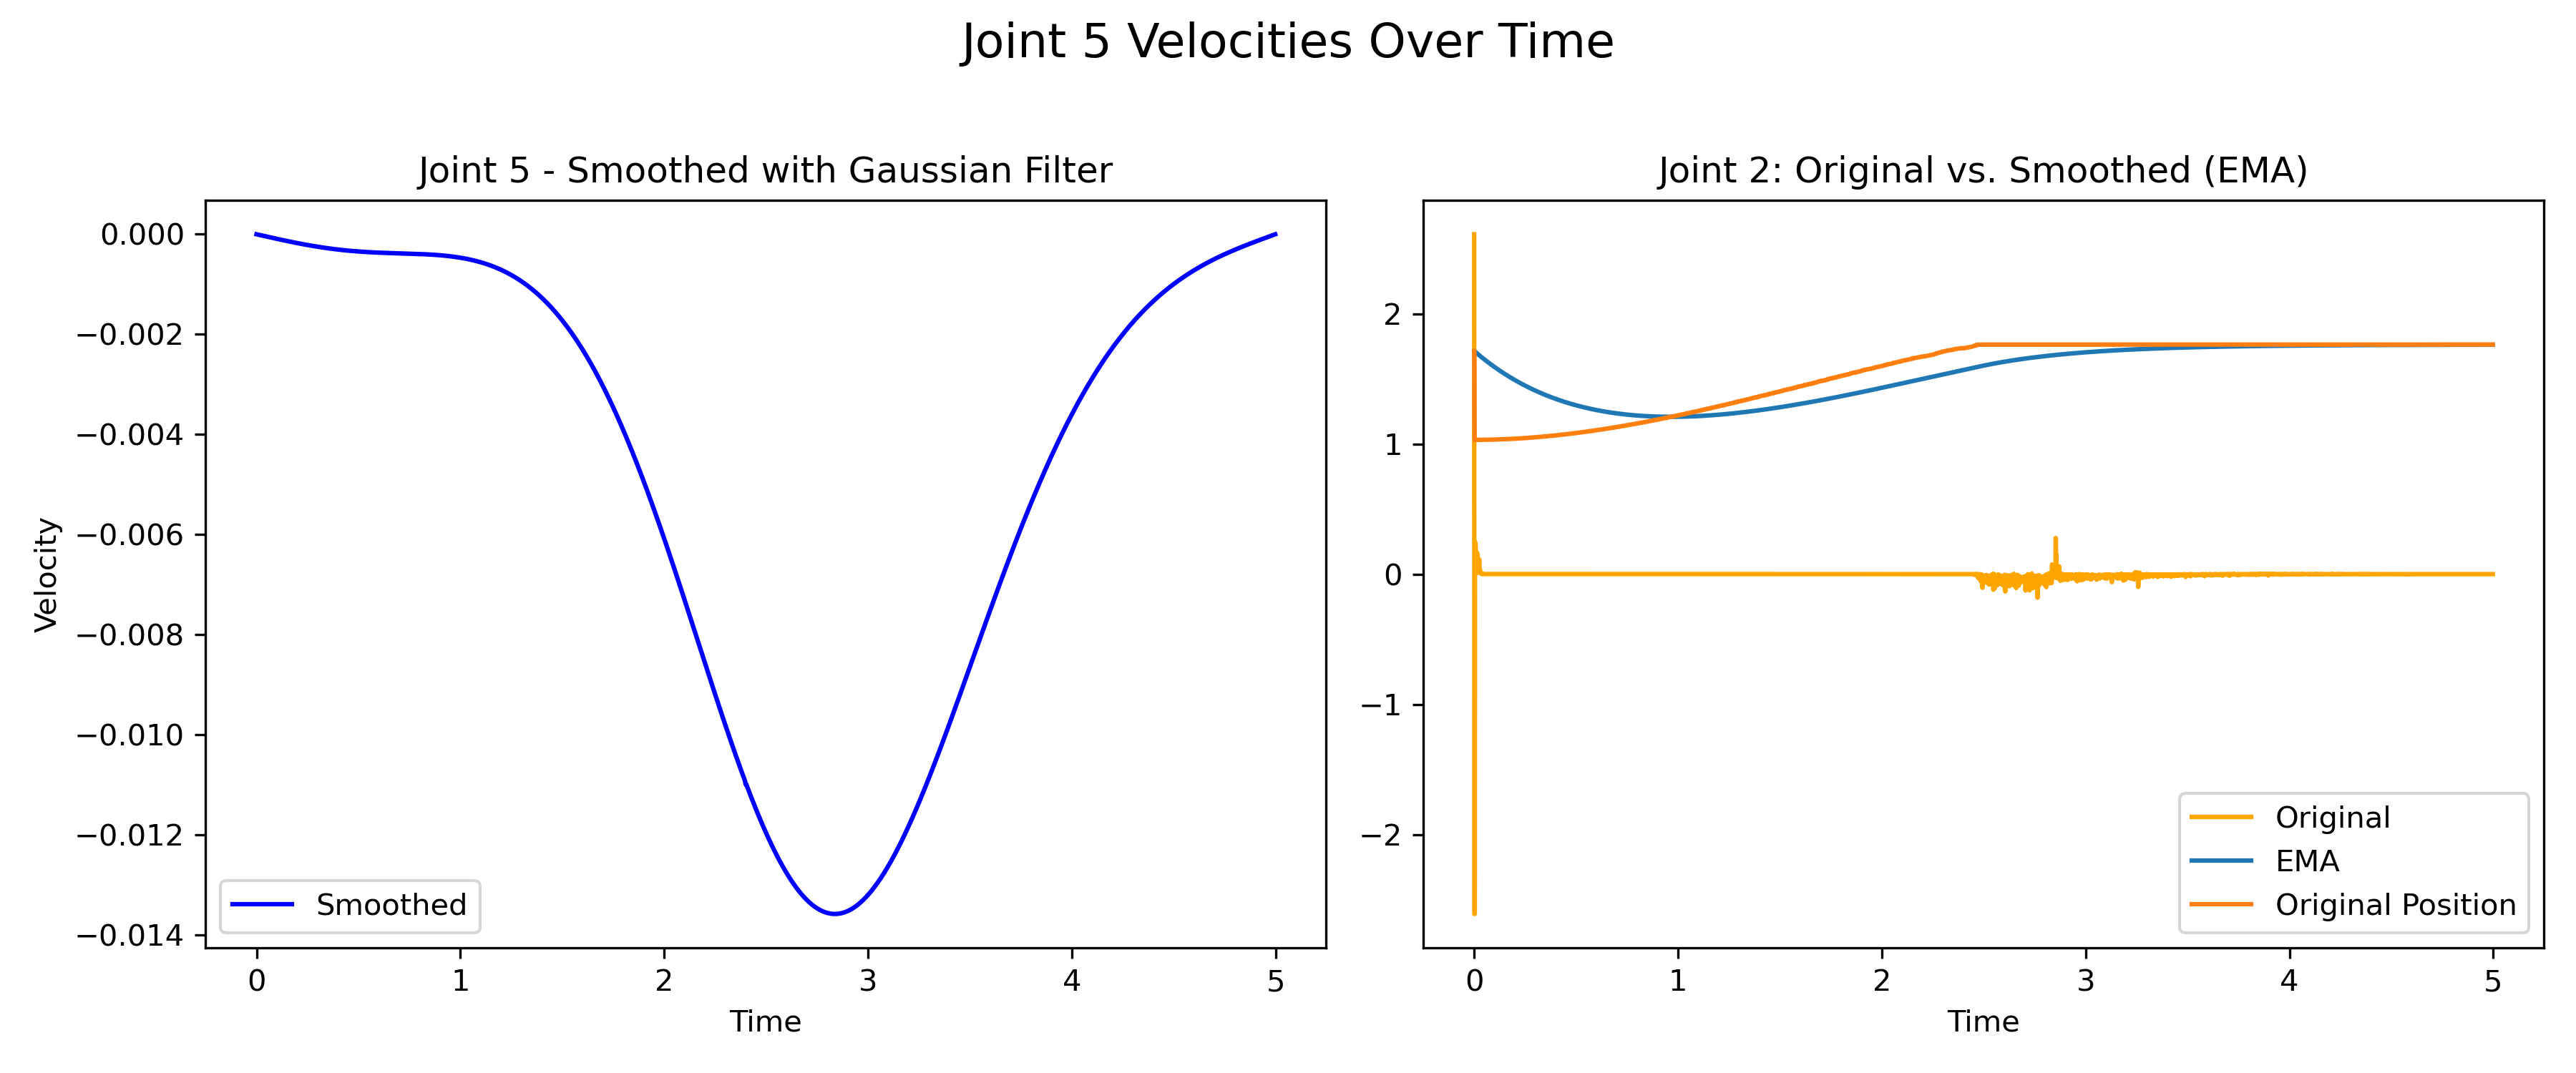 Joint 5 Velocities Over Time
Joint 5 - Smoothed with Gaussian Filter
0.000
−0.002
−0.004
−0.006
−0.008
−0.010
−0.012
−0.014
Velocity
Smoothed
0 1 2 3 4 5
Time
Joint 2: Original vs. Smoothed (EMA)
2
1
0
−1
−2
Original
EMA
Original Position
0 1 2 3 4 5
Time